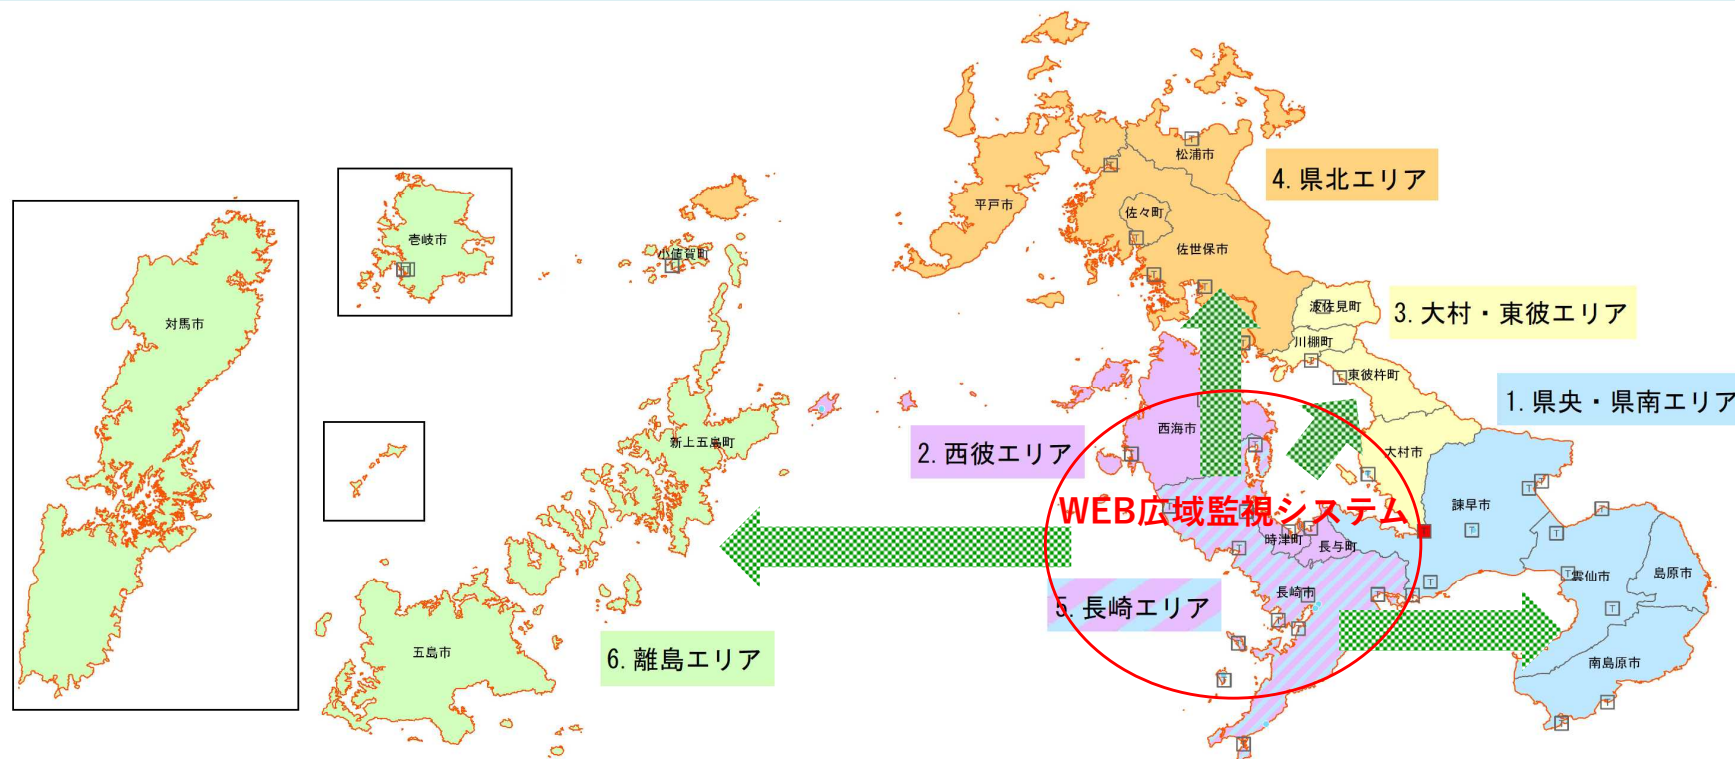 松浦市
4. 県北エリア
平戸市
佐々町
壱岐市
佐世保市
小値賀町
波佐見町
3. 大村・東彼エリア
対馬市
川棚町
東彼杵町
1. 県央・県南エリア
西海市
新上五島町
2. 西彼エリア
大村市
諫早市
WEB広域監視システム
時津町
長与町
雲仙市
島原市
長崎市
5. 長崎エリア
五島市
6. 離島エリア
南島原市